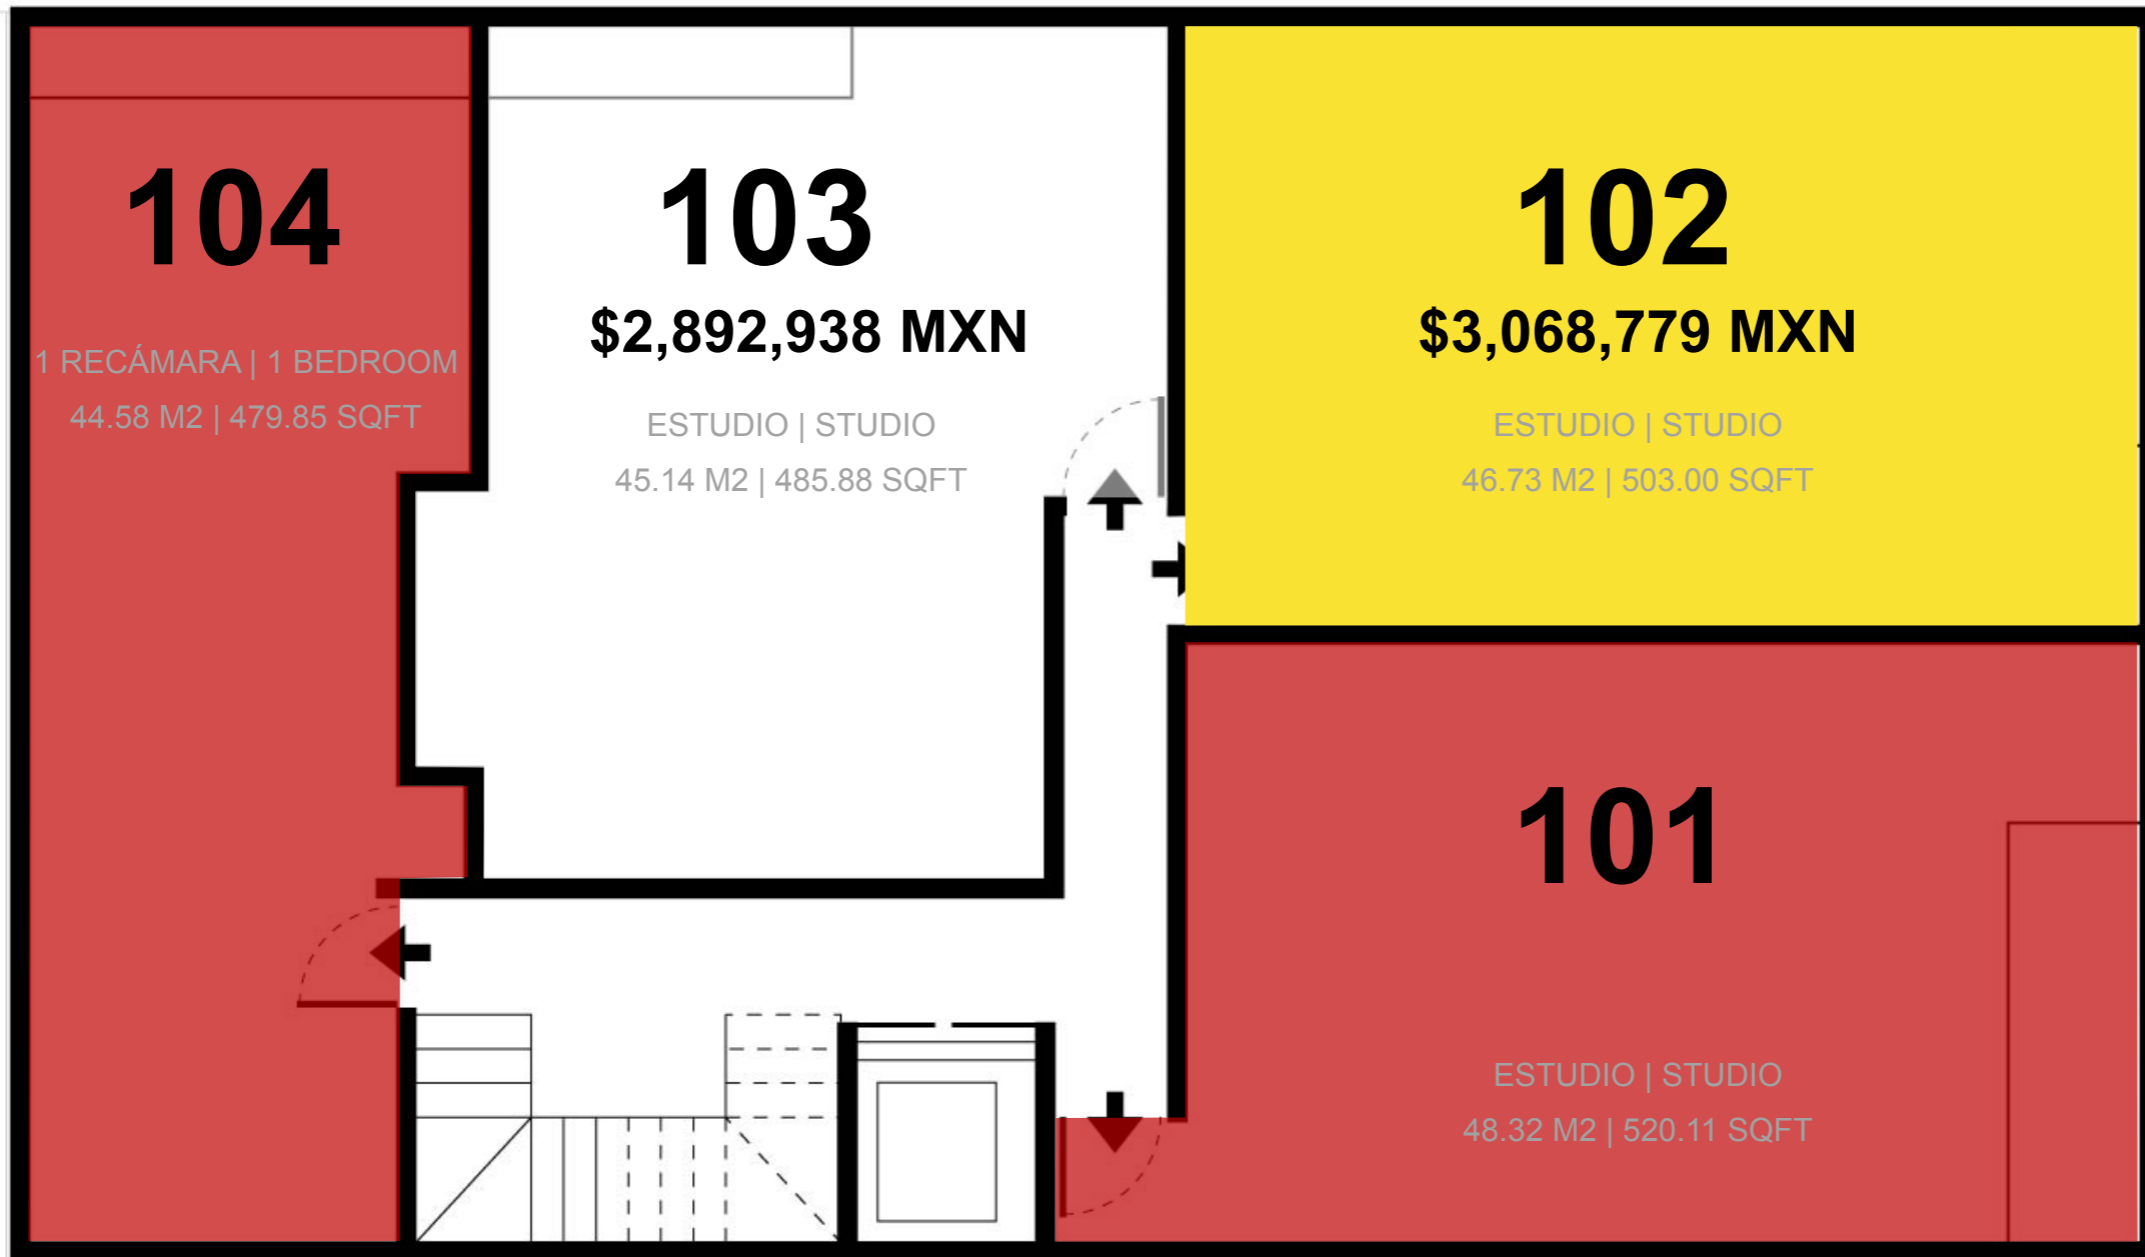 104
1 RECÁMARA | 1 BEDROOM
44.58 M2 | 479.85 SQFT
103
$2,892,938 MXN
ESTUDIO | STUDIO
45.14 M2 | 485.88 SQFT
102
$3,068,779 MXN
ESTUDIO | STUDIO
46.73 M2 | 503.00 SQFT
101
ESTUDIO | STUDIO
48.32 M2 | 520.11 SQFT